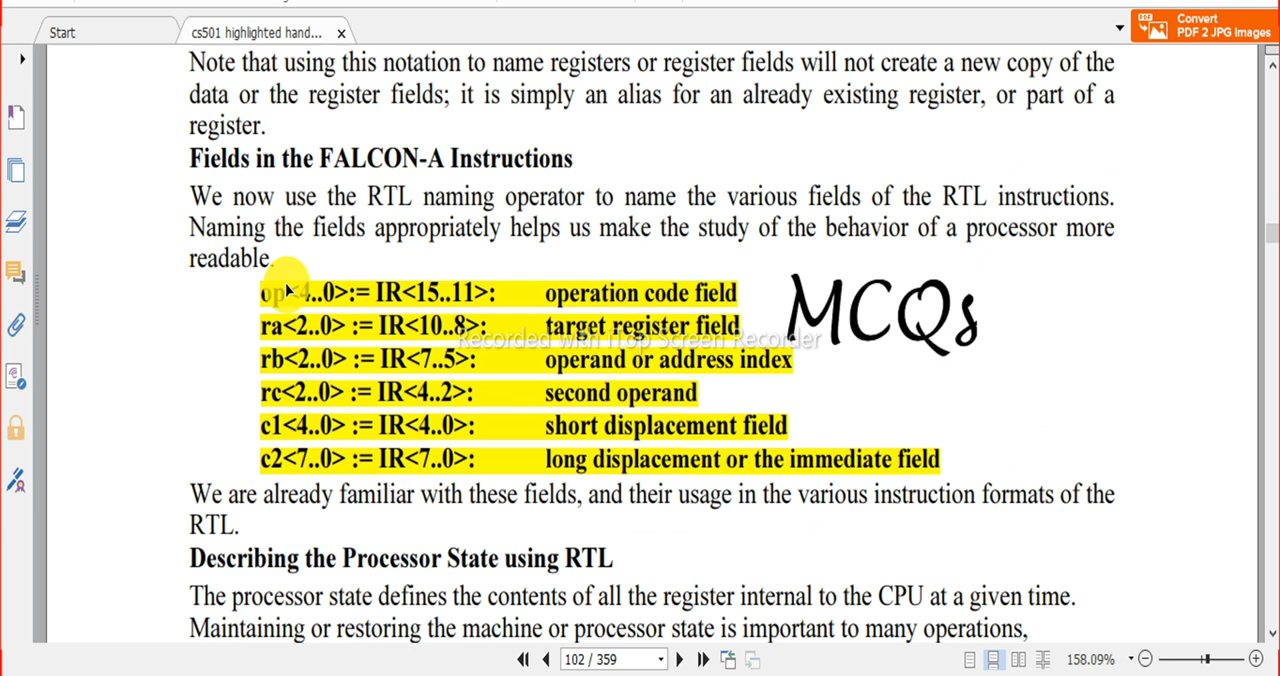 Start
cs501 highlighted hand... x
Convert
PDF 2 JPG Images
Note that using this notation to name registers or register fields will not create a new copy of the
data or the register fields; it is simply an alias for an already existing register, or part of a
register.
Fields in the FALCON-A Instructions
We now use the RTL naming operator to name the various fields of the RTL instructions.
Naming the fields appropriately helps us make the study of the behavior of a processor more
readable.
op<4..0>:= IR<15..11>: operation code field
MCQs
ra<2..0> := IR<10..8>: target register field
Recorded with iTop Screen Recorder
rb<2..0> := IR<7..5>: operand or address index
rc<2..0> := IR<4..2>: second operand
c1<4..0> := IR<4..0>: short displacement field
c2<7..0> := IR<7..0>: long displacement or the immediate field
We are already familiar with these fields, and their usage in the various instruction formats of the
RTL.
Describing the Processor State using RTL
The processor state defines the contents of all the register internal to the CPU at a given time.
Maintaining or restoring the machine or processor state is important to many operations,
102 / 359
158.09%